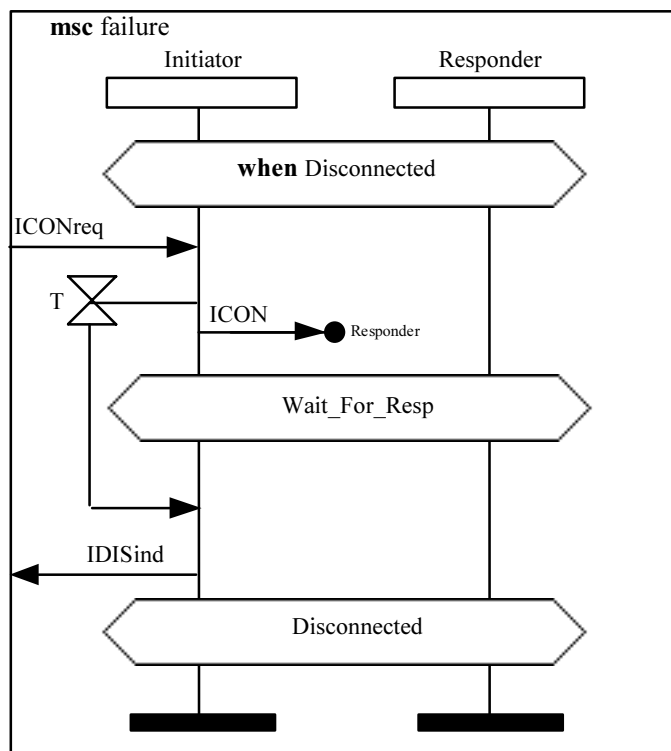 msc failure
Initiator
Responder
when Disconnected
ICONreq
T
ICON
Responder
Wait_For_Resp
IDISind
Disconnected